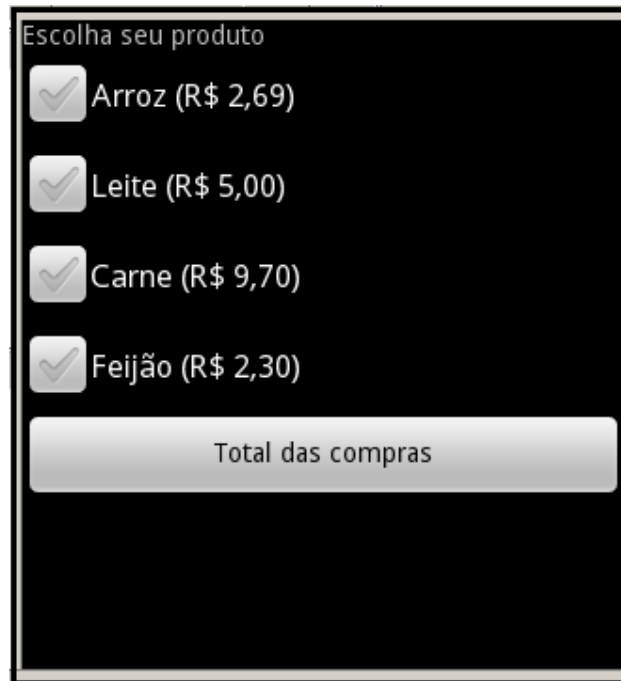 Escolha seu produto
Arroz (R$ 2,69)
Leite (R$ 5,00)
Carne (R$ 9,70)
Feijão (R$ 2,30)
Total das compras